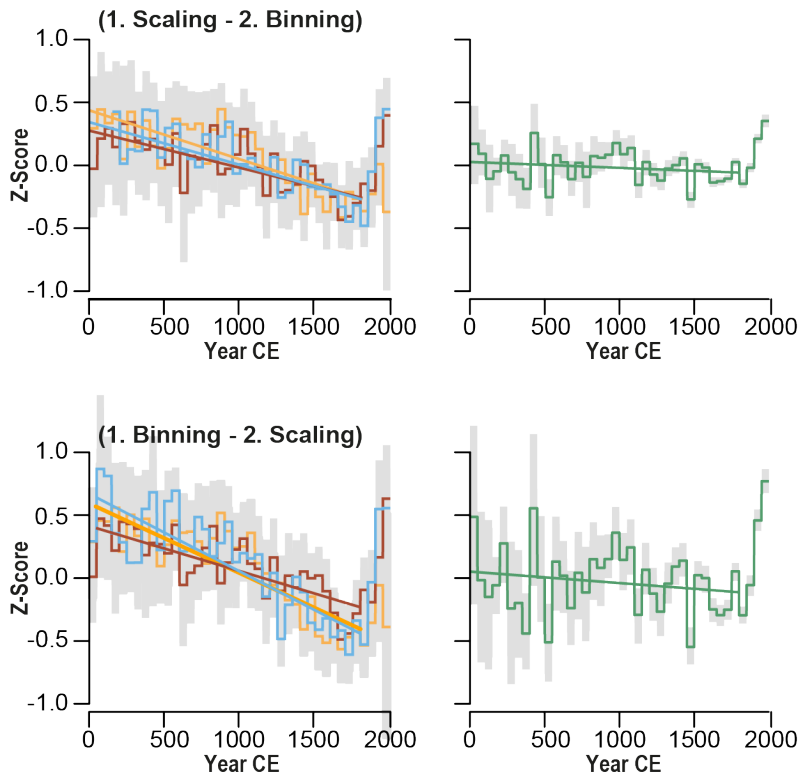 (1. Scaling - 2. Binning)
1.0
0.5
0.0
-0.5
-1.0
Z-Score
0 500 1000 1500 2000
Year CE
0 500 1000 1500 2000
Year CE
(1. Binning - 2. Scaling)
1.0
0.5
0.0
-0.5
-1.0
Z-Score
0 500 1000 1500 2000
Year CE
0 500 1000 1500 2000
Year CE